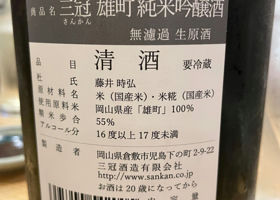 商品名 三冠 雄町 純米吟醸酒
さんかん
無濾過 生原酒
清酒 要冷蔵
杜氏 藤井 時弘
原材料名 米(国産米)・米糀(国産米)
使用原料米 岡山県産「雄町」100%
精米歩合 55%
アルコール分 16度以上17度未満
製造者 岡山県倉敷市児島下の町2-9-22
三冠酒造有限会社
http://www.sankan.co.jp
お酒は20歳になってから